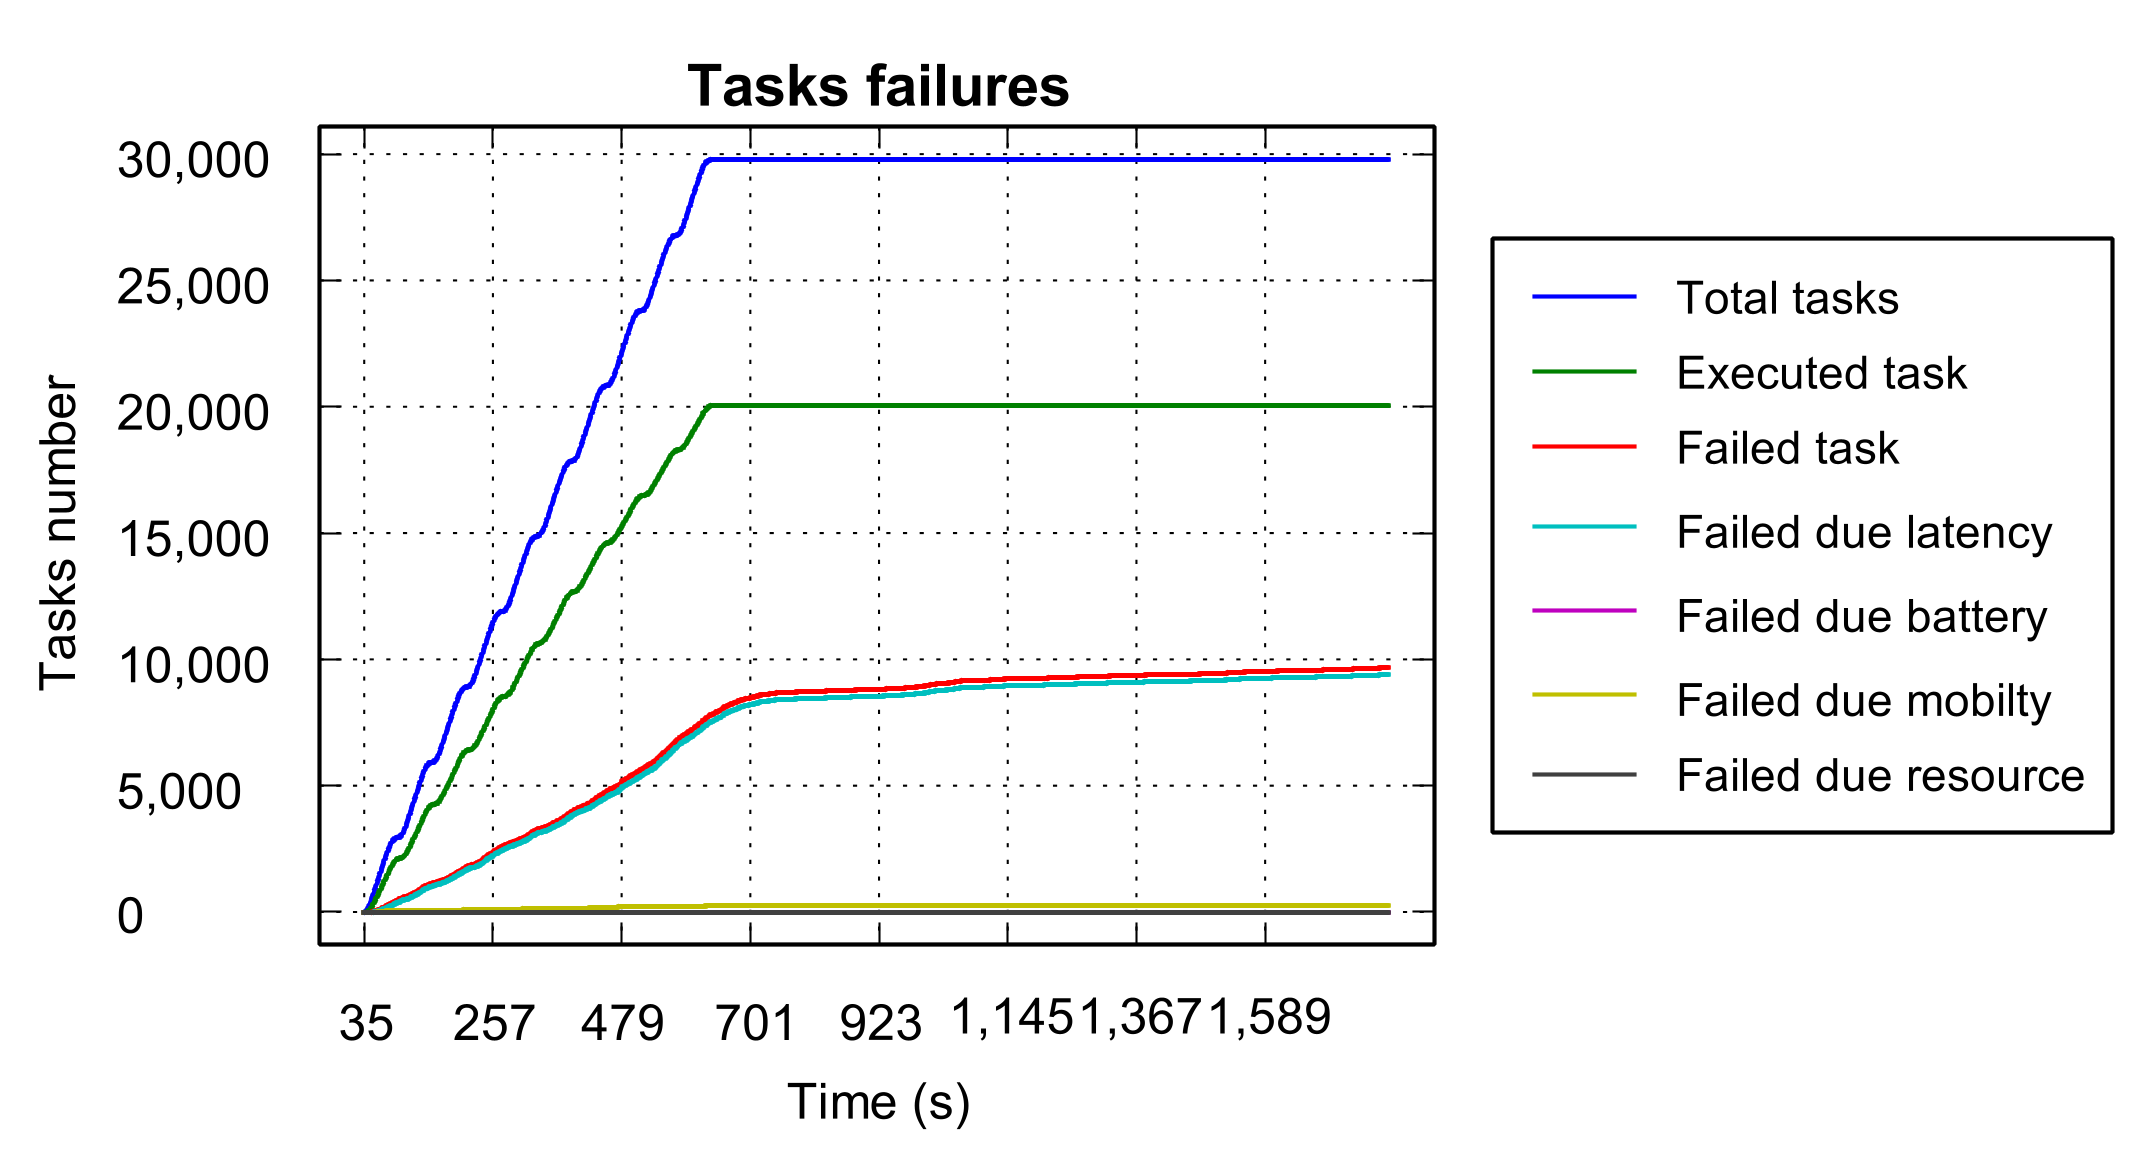 Tasks failures
30,000
25,000
20,000
15,000
10,000
5,000
0
Tasks number
35 257 479 701 923 1,145 1,367 1,589
Time (s)
Total tasks
Executed task
Failed task
Failed due latency
Failed due battery
Failed due mobilty
Failed due resource